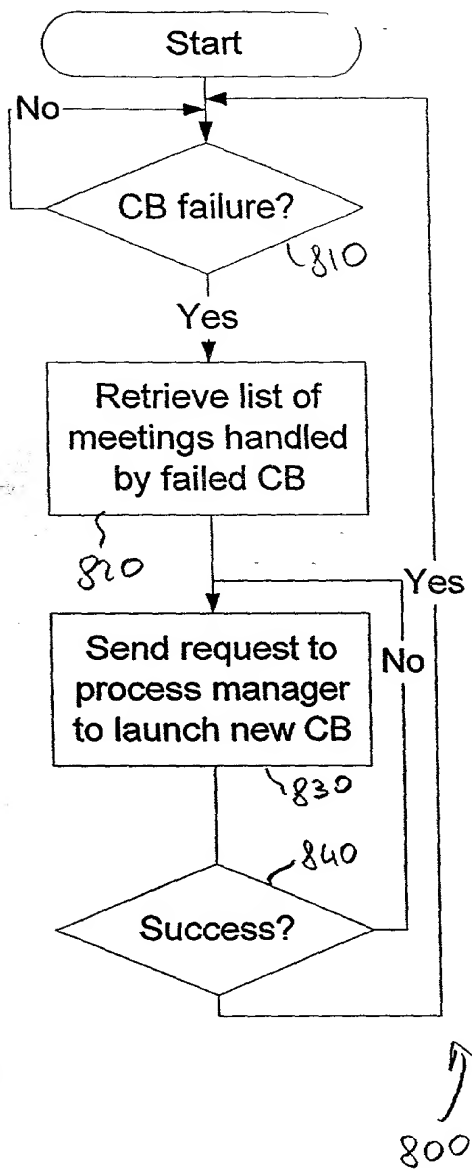 Start
No
CB failure?
810
Yes
Retrieve list of
meetings handled
by failed CB
820
Yes
No
Send request to
process manager
to launch new CB
830
840
Success?
800